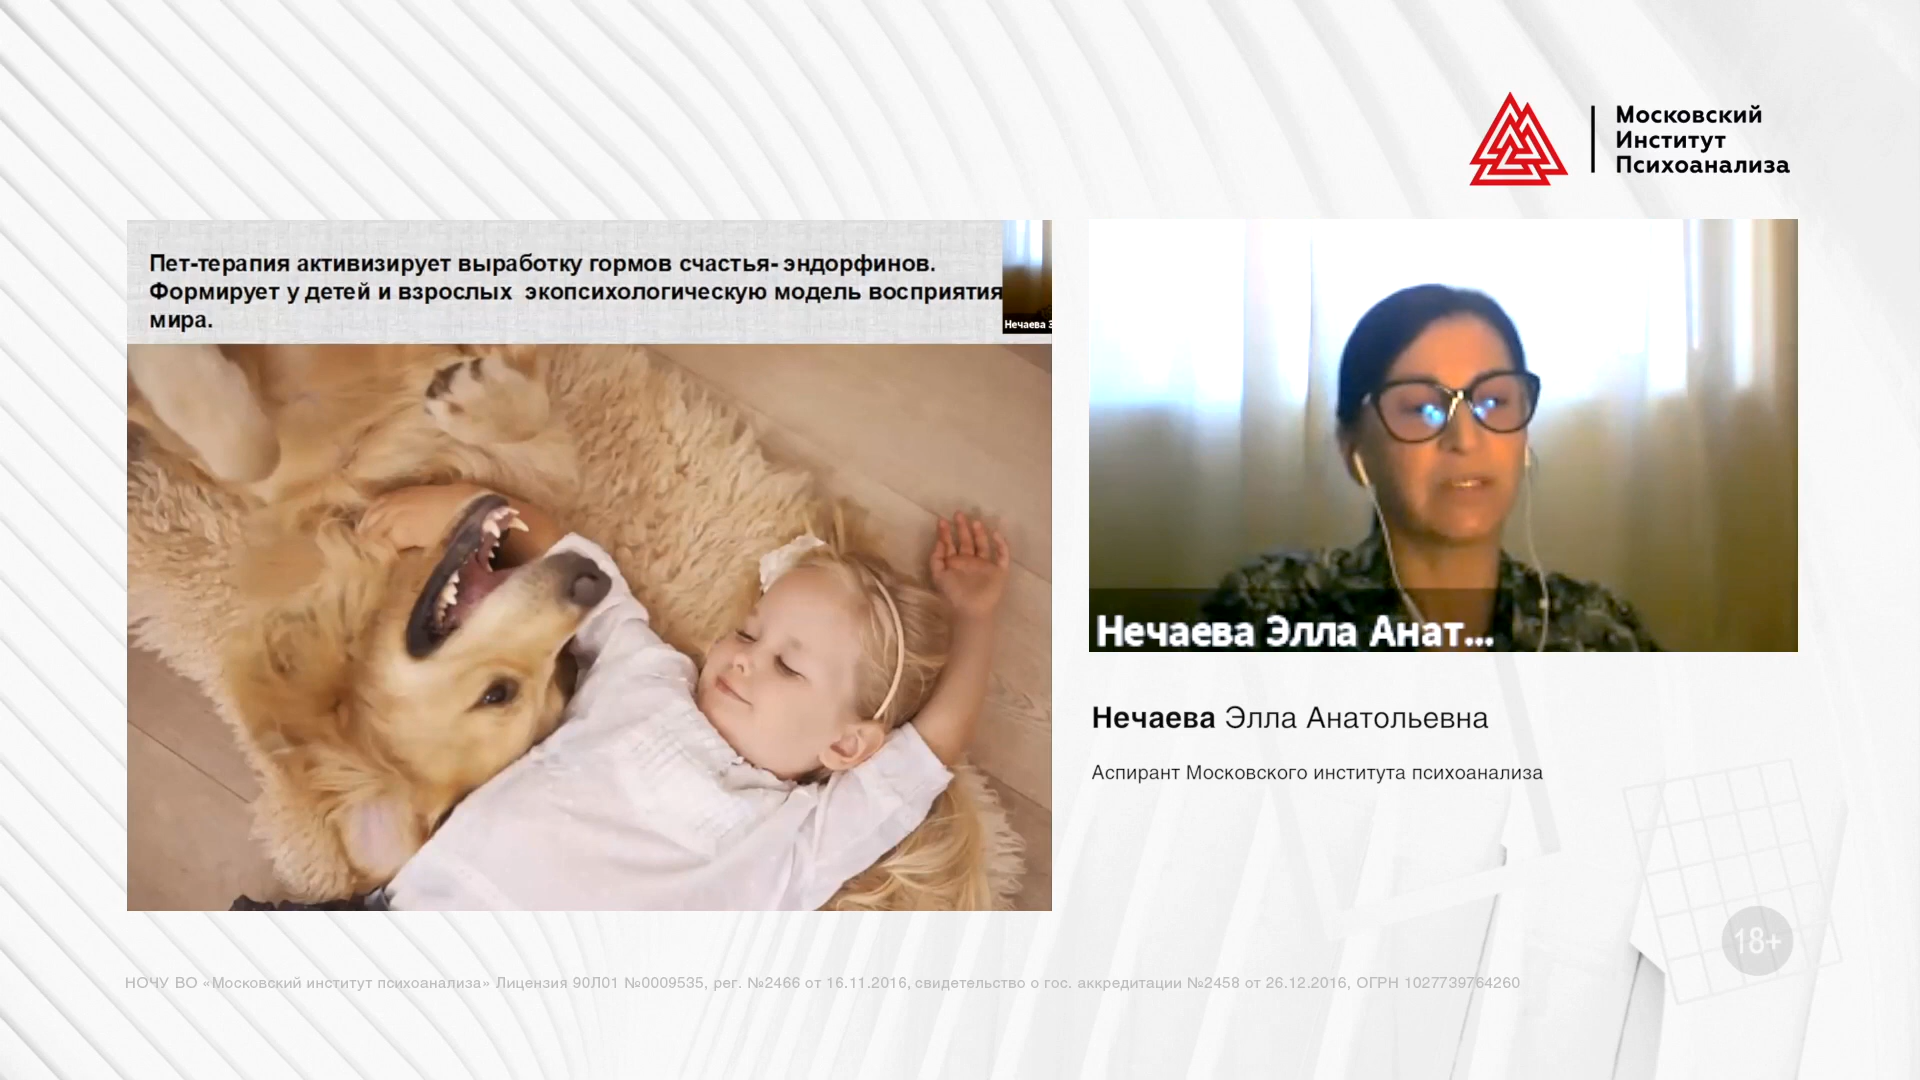 Московский
Институт
Психоанализа
Пет-терапия активизирует выработку гормов счастья- эндорфинов.
Формирует у детей и взрослых экопсихологическую модель восприятия
мира.
Нечаева Э
Нечаева Элла Анат...
Нечаева Элла Анатольевна
Аспирант Московского института психоанализа
18+
НОЧУ ВО «Московский институт психоанализа» Лицензия 90Л01 №0009535, рег. №2466 от 16.11.2016, свидетельство о гос. аккредитации №2458 от 26.12.2016, ОГРН 1027739764260